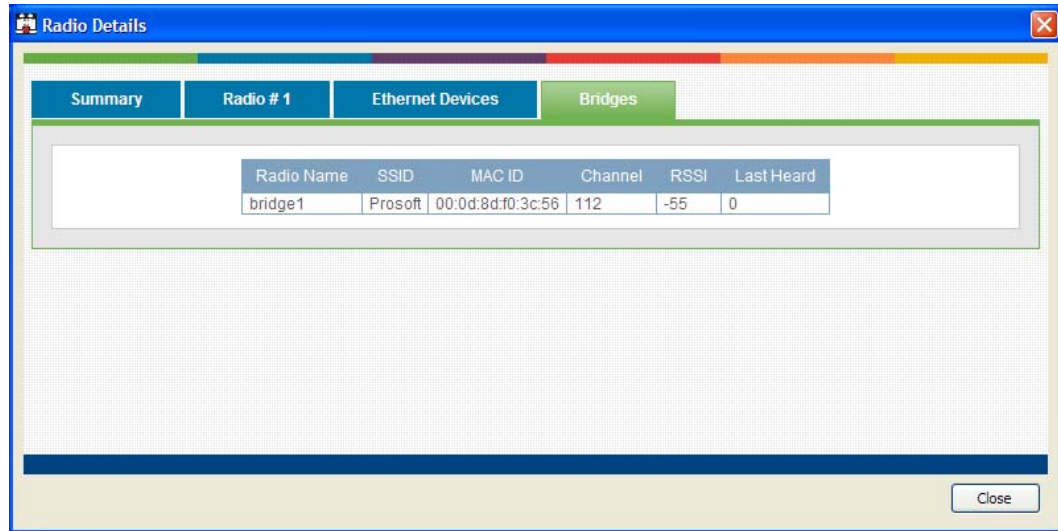 Radio Details
Summary Radio # 1 Ethernet Devices Bridges
Radio Name SSID MAC ID Channel RSSI Last Heard
bridge1 Prosoft 00:0d:8d:f0:3c:56 112 -55 0
Close